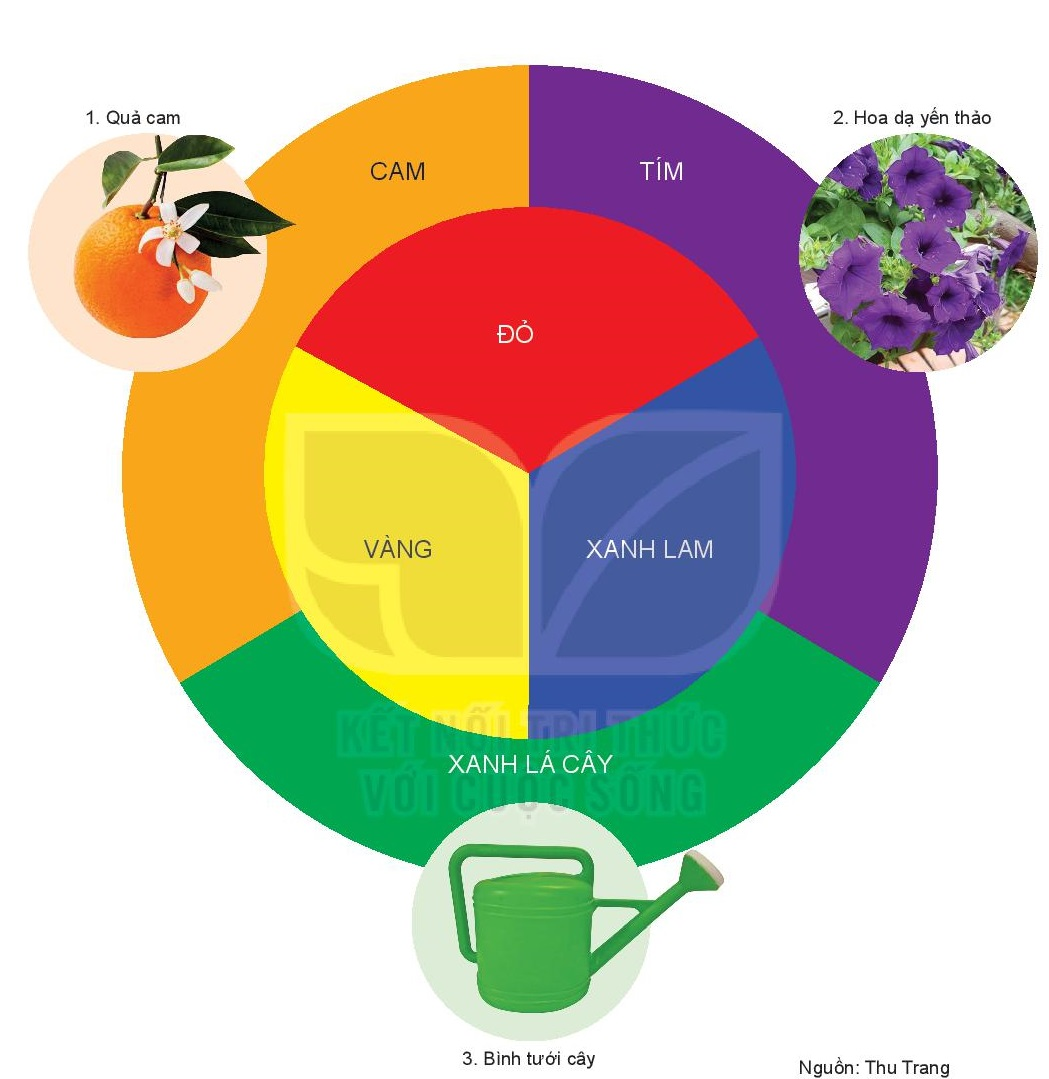 1. Quả cam
2. Hoa dạ yến thảo
CAM
TÍM
ĐỎ
VÀNG
XANH LAM
KẾT NỐI TRI THỨC
XANH LÁ CÂY
VỚI CUỘC SỐNG
3. Bình tưới cây
Nguồn: Thu Trang